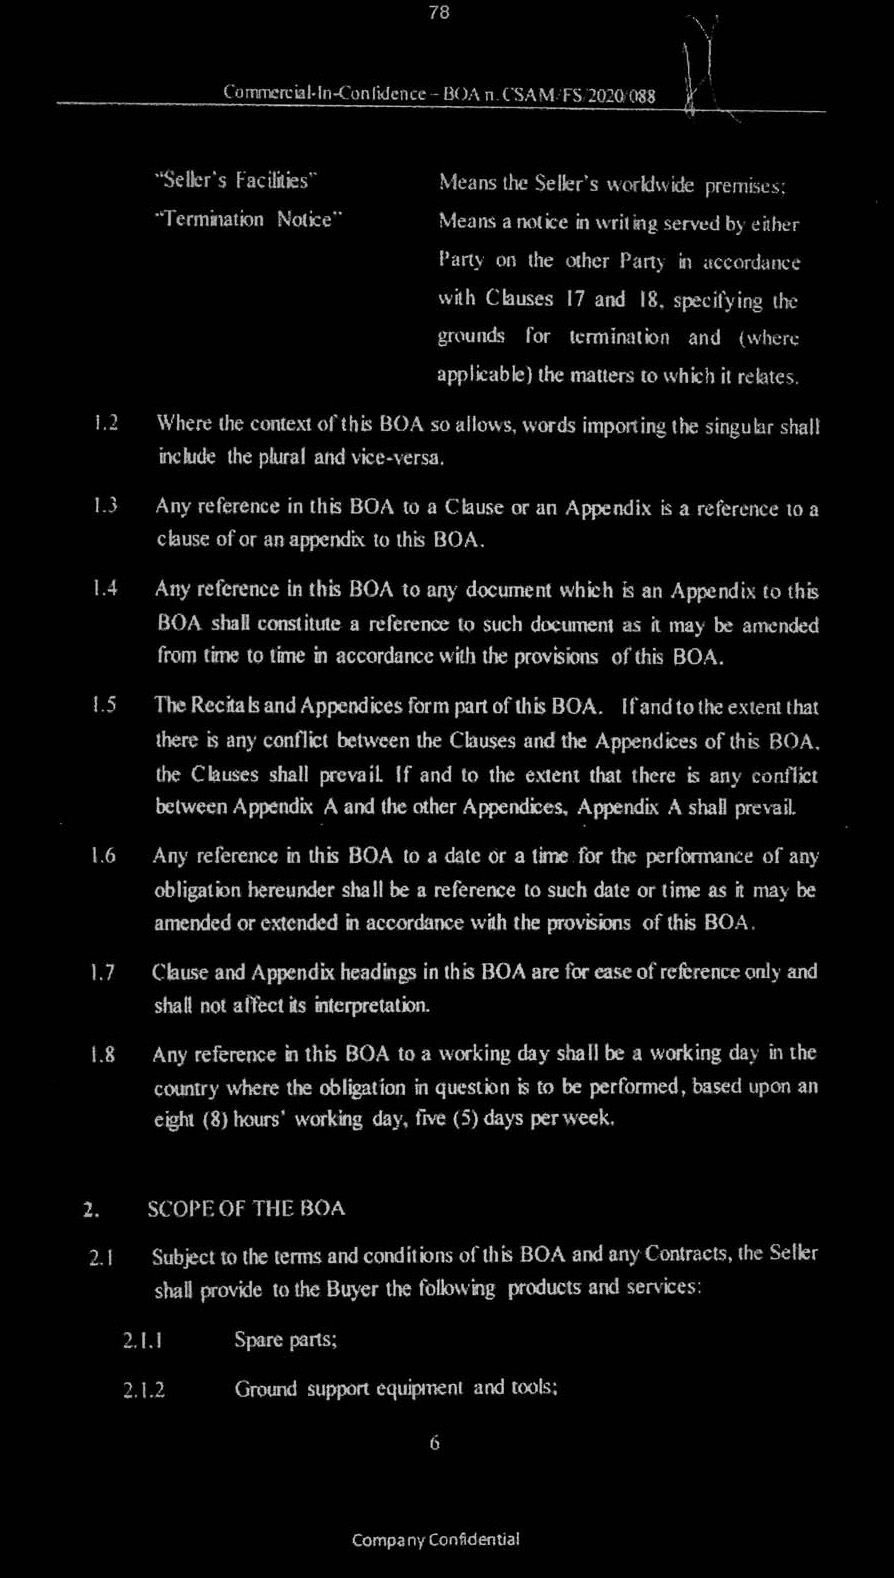 78
Commercial-In-Confidence – BOA n. CSAM/FS/2020/088
"Seller's Facilities" Means the Seller's worldwide premises;
"Termination Notice" Means a notice in writing served by either
Party on the other Party in accordance
with Clauses 17 and 18, specifying the
grounds for termination and (where
applicable) the matters to which it relates.
1.2 Where the context of this BOA so allows, words importing the singular shall
include the plural and vice-versa.
1.3 Any reference in this BOA to a Clause or an Appendix is a reference to a
clause of or an appendix to this BOA.
1.4 Any reference in this BOA to any document which is an Appendix to this
BOA shall constitute a reference to such document as it may be amended
from time to time in accordance with the provisions of this BOA.
1.5 The Recitals and Appendices form part of this BOA. If and to the extent that
there is any conflict between the Clauses and the Appendices of this BOA,
the Clauses shall prevail. If and to the extent that there is any conflict
between Appendix A and the other Appendices, Appendix A shall prevail.
1.6 Any reference in this BOA to a date or a time for the performance of any
obligation hereunder shall be a reference to such date or time as it may be
amended or extended in accordance with the provisions of this BOA.
1.7 Clause and Appendix headings in this BOA are for ease of reference only and
shall not affect its interpretation.
1.8 Any reference in this BOA to a working day shall be a working day in the
country where the obligation in question is to be performed, based upon an
eight (8) hours' working day, five (5) days per week.
2. SCOPE OF THE BOA
2.1 Subject to the terms and conditions of this BOA and any Contracts, the Seller
shall provide to the Buyer the following products and services:
2.1.1 Spare parts;
2.1.2 Ground support equipment and tools;
6
Company Confidential